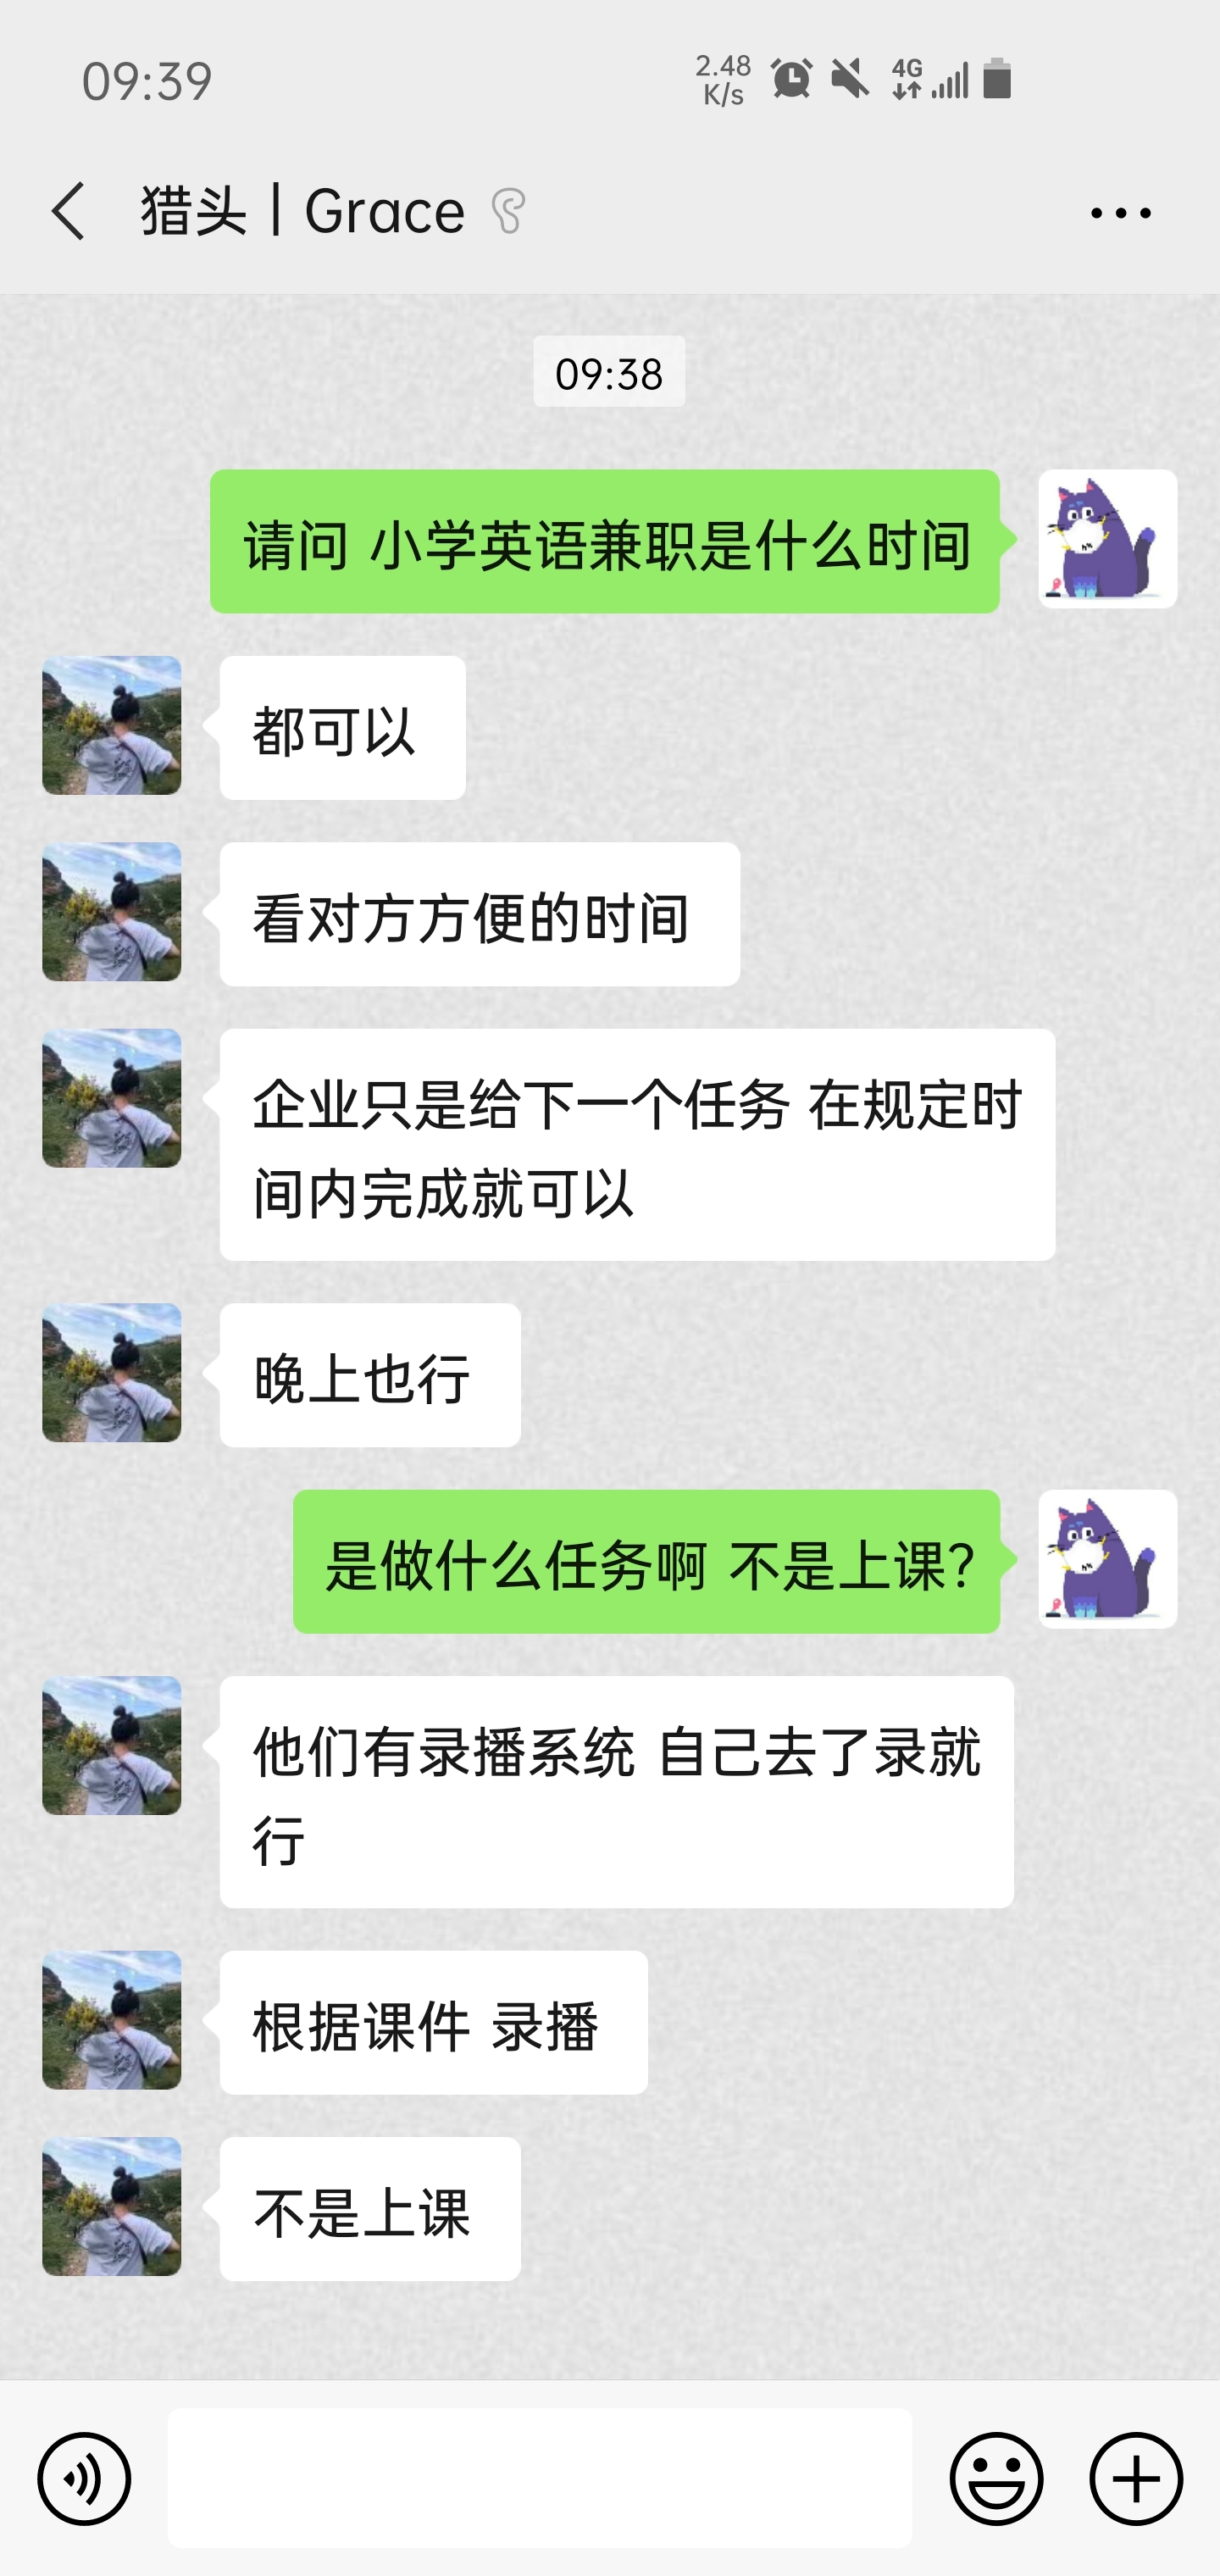 09:39
2.48
K/s
4G
猎头丨Grace
09:38
请问 小学英语兼职是什么时间
都可以
看对方方便的时间
企业只是给下一个任务 在规定时
间内完成就可以
晚上也行
是做什么任务啊 不是上课?
他们有录播系统 自己去了录就
行
根据课件 录播
不是上课